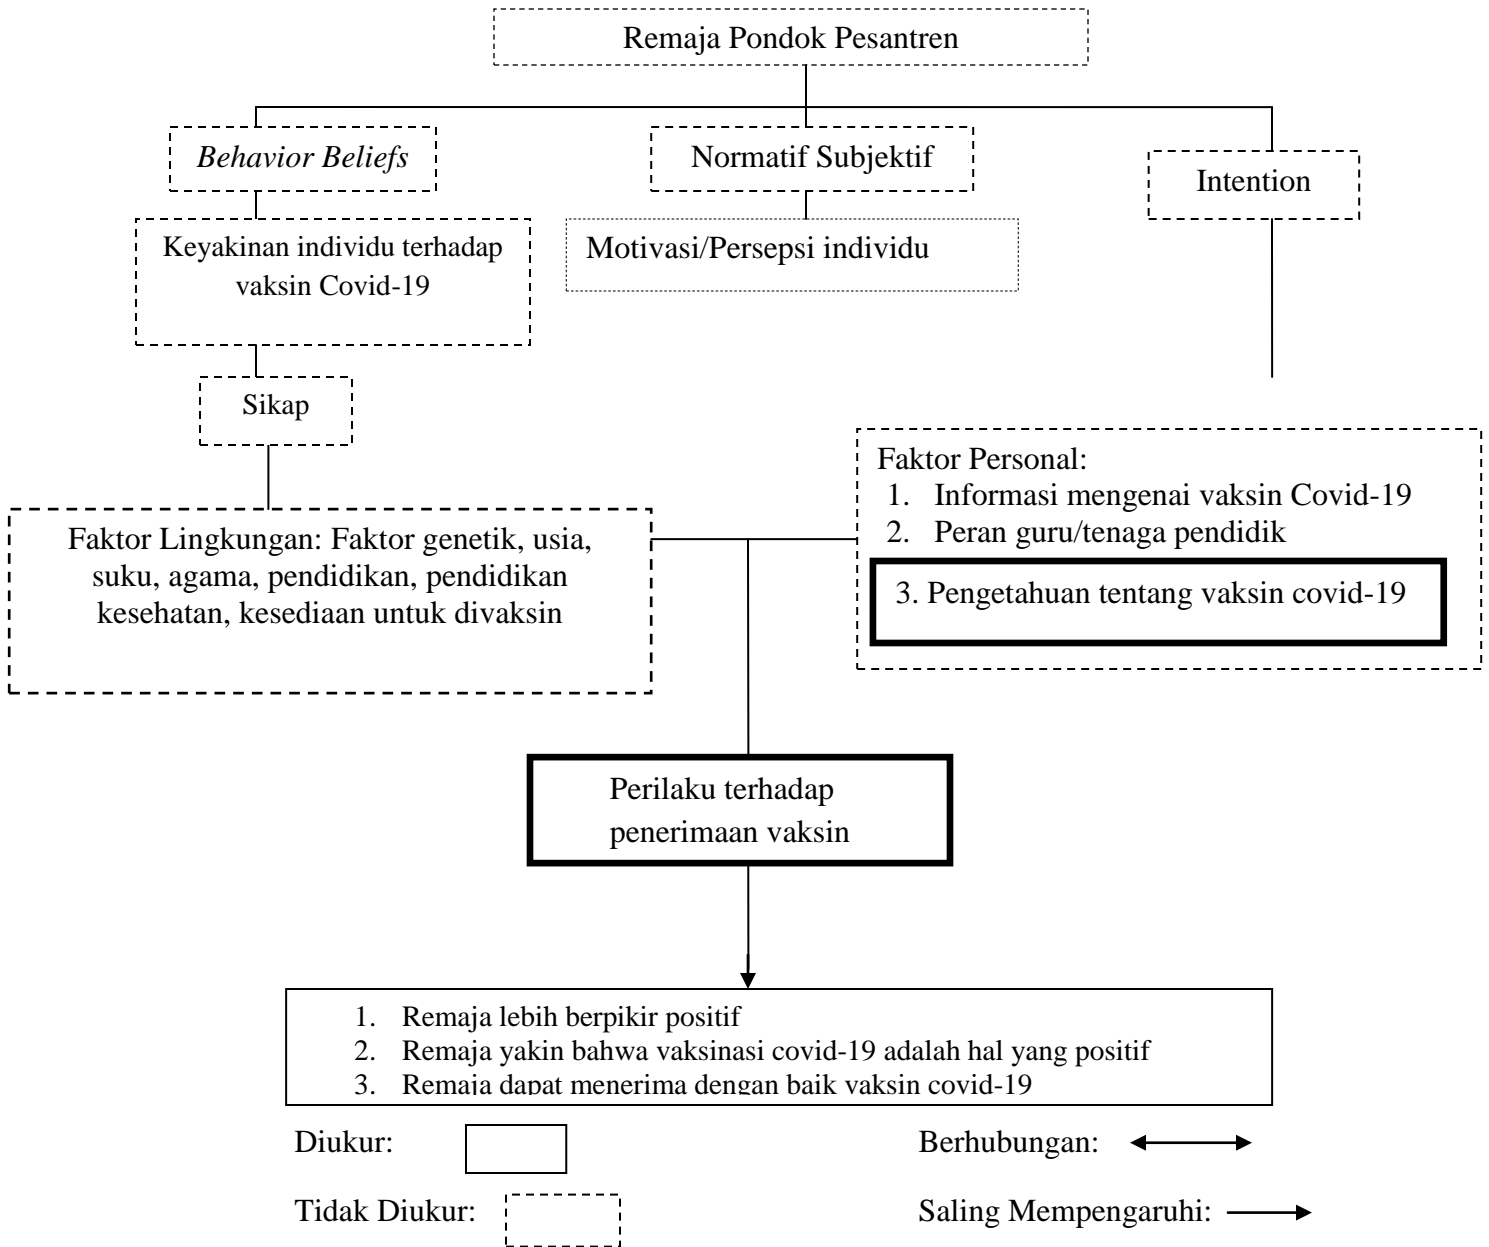 Remaja Pondok Pesantren
Behavior Beliefs
Normatif Subjektif
Intention
Keyakinan individu terhadap
vaksin Covid-19
Motivasi/Persepsi individu
Sikap
Faktor Lingkungan: Faktor genetik, usia,
suku, agama, pendidikan, pendidikan
kesehatan, kesediaan untuk divaksin
Faktor Personal:
1. Informasi mengenai vaksin Covid-19
2. Peran guru/tenaga pendidik
3. Pengetahuan tentang vaksin covid-19
Perilaku terhadap
penerimaan vaksin
1. Remaja lebih berpikir positif
2. Remaja yakin bahwa vaksinasi covid-19 adalah hal yang positif
3. Remaja dapat menerima dengan baik vaksin covid-19
Diukur:
Berhubungan:
Tidak Diukur:
Saling Mempengaruhi: